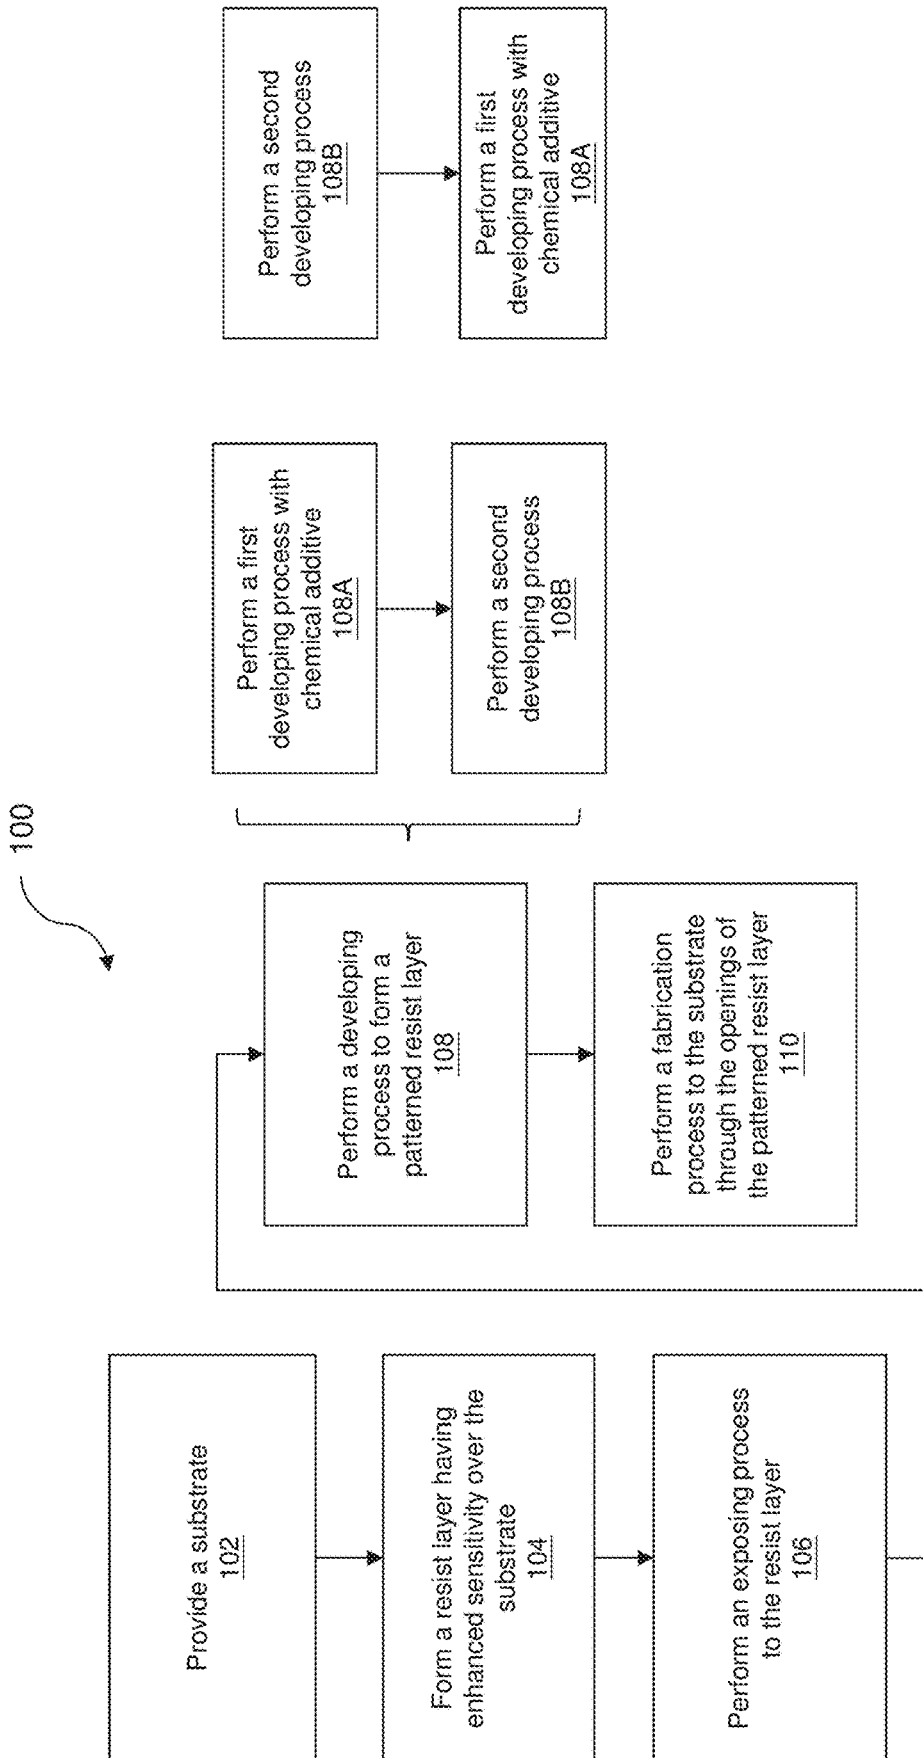 100
Provide a substrate
102
Form a resist layer having
enhanced sensitivity over the
substrate
104
Perform an exposing process
to the resist layer
106
Perform a developing
process to form a
patterned resist layer
108
Perform a fabrication
process to the substrate
through the openings of
the patterned resist layer
110
Perform a first
developing process with
chemical additive
108A
Perform a second
developing process
108B
Perform a second
developing process
108B
Perform a first
developing process with
chemical additive
108A